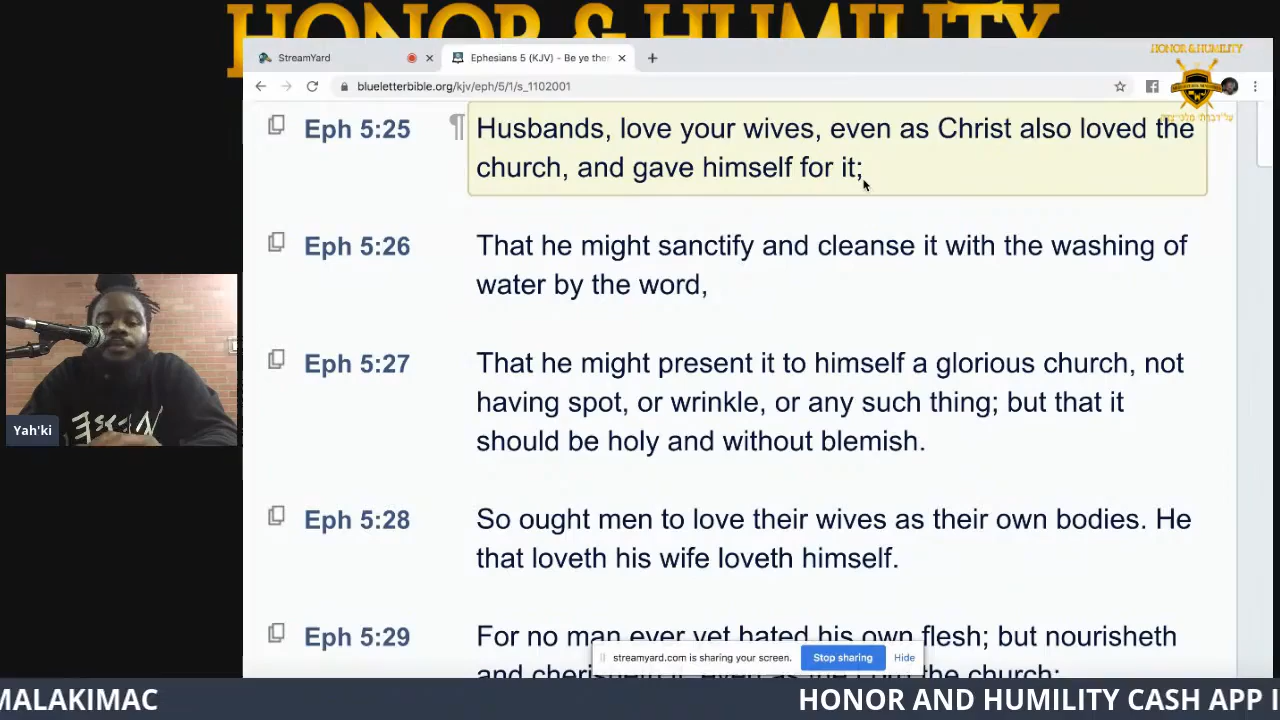 HONOR & HUMILITY
StreamYard
Ephesians 5 (KJV) - Be ye ther
HONOR & HUMILITY
blueletterbible.org/kjv/eph/5/1/s_1102001
Eph 5:25 ¶ Husbands, love your wives, even as Christ also loved the
church, and gave himself for it;
Eph 5:26 That he might sanctify and cleanse it with the washing of
water by the word,
Eph 5:27 That he might present it to himself a glorious church, not
having spot, or wrinkle, or any such thing; but that it
should be holy and without blemish.
Yah'ki
Eph 5:28 So ought men to love their wives as their own bodies. He
that loveth his wife loveth himself.
Eph 5:29 For no man ever yet hated his own flesh; but nourisheth
streamyard.com is sharing your screen. Stop sharing Hide
and the church:
MALAKIMAC HONOR AND HUMILITY CASH APP